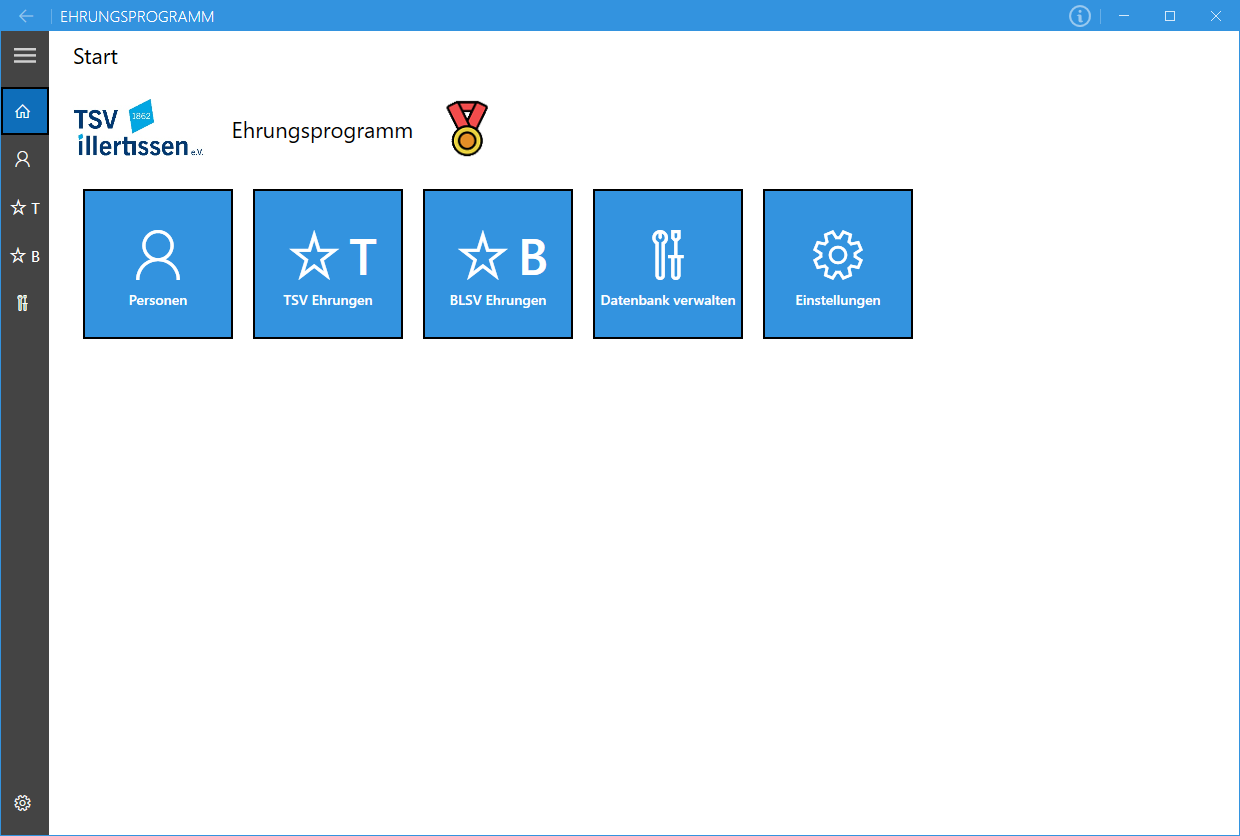 EHRUNGSPROGRAMM
Start
TSV 1862
illertissen e.V.
Ehrungsprogramm
T
B
T
B
Personen
TSV Ehrungen
BLSV Ehrungen
Datenbank verwalten
Einstellungen